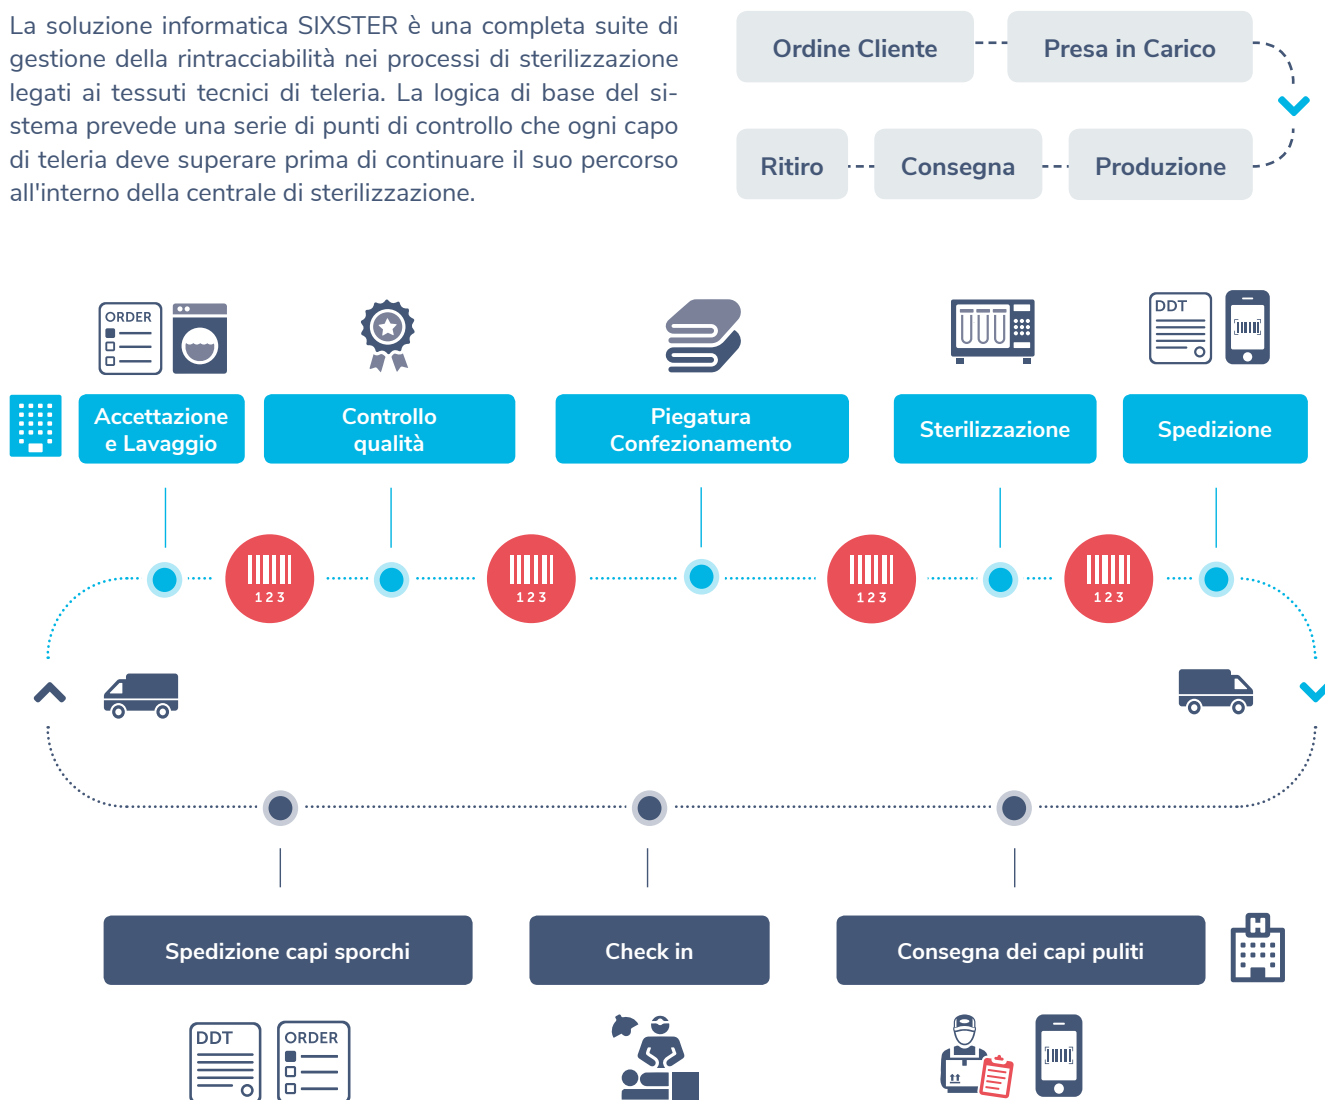 La soluzione informatica SIXSTER è una completa suite di
gestione della rintracciabilità nei processi di sterilizzazione
legati ai tessuti tecnici di teleria. La logica di base del si-
stema prevede una serie di punti di controllo che ogni capo
di teleria deve superare prima di continuare il suo percorso
all'interno della centrale di sterilizzazione.
Ordine Cliente
Presa in Carico
Ritiro
Consegna
Produzione
ORDER
DDT
Accettazione
e Lavaggio
Controllo
qualità
Piegatura
Confezionamento
Sterilizzazione
Spedizione
123
123
123
123
Spedizione capi sporchi
Check in
Consegna dei capi puliti
H
DDT
ORDER